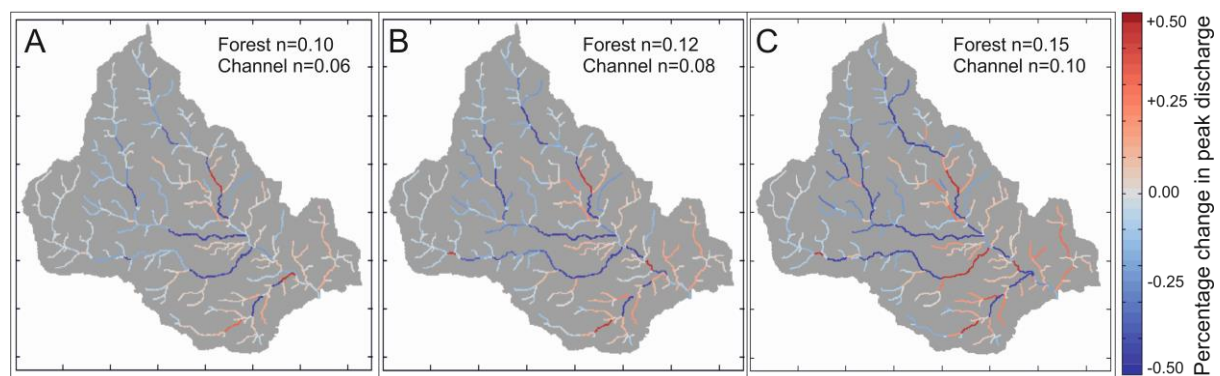 A
Forest n=0.10
Channel n=0.06
B
Forest n=0.12
Channel n=0.08
C
Forest n=0.15
Channel n=0.10
+0.50
+0.25
0.00
-0.25
-0.50
Percentage change in peak discharge